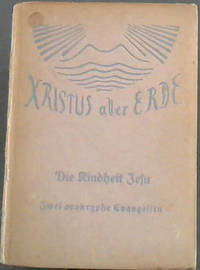 XRISTUS aller ERDE
Die Kindheit Jesu
Zwei apokryphe Evangelien